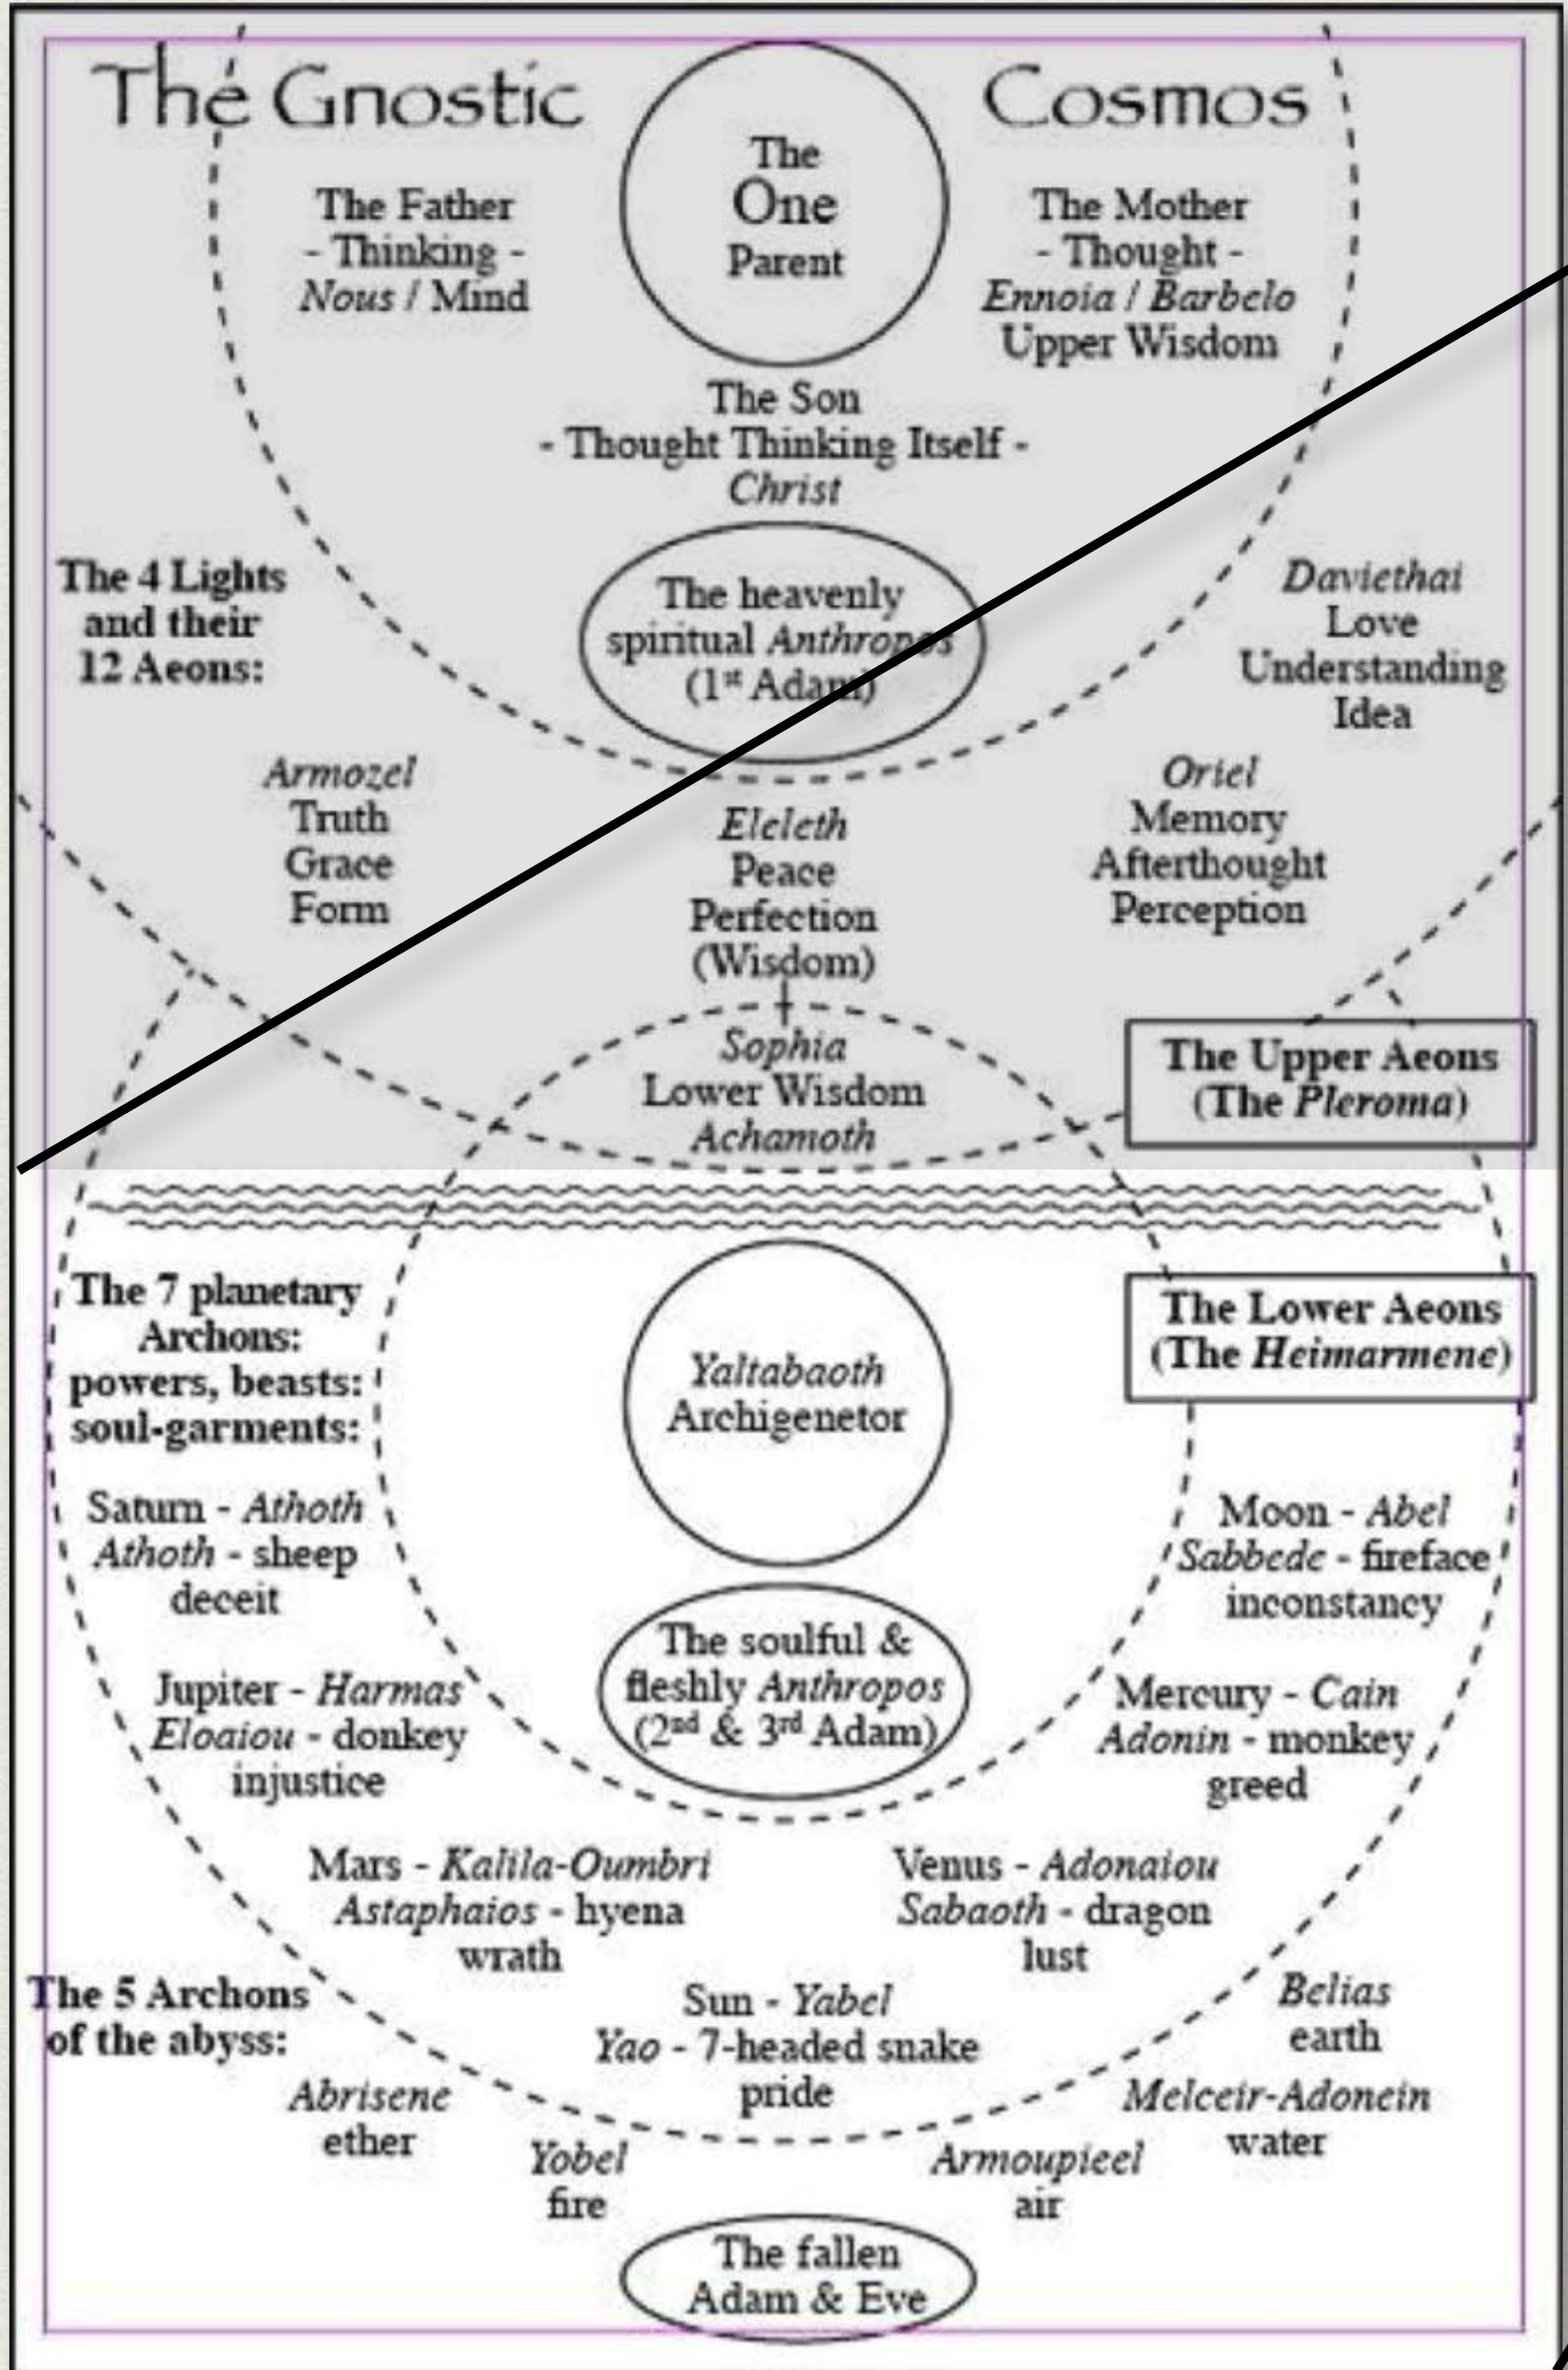 The Gnostic Cosmos
The
One
Parent
The Father
- Thinking -
Nous / Mind
The Mother
- Thought -
Ennoia / Barbelo
Upper Wisdom
The Son
- Thought Thinking Itself -
Christ
The heavenly
spiritual Anthropos
(1st Adam)
The 4 Lights
and their
12 Aeons:
Daviethai
Love
Understanding
Idea
Armozel
Truth
Grace
Form
Eleleth
Peace
Perfection
(Wisdom)
Oriel
Memory
Afterthought
Perception
Sophia
Lower Wisdom
Achamoth
The Upper Aeons
(The Pleroma)
The Lower Aeons
(The Heimarmene)
The 7 planetary
Archons:
powers, beasts:
soul-garments:
Yaltabaoth
Archigenetor
Saturn - Athoth
Athoth - sheep
deceit
Moon - Abel
Sabbede - fireface
inconstancy
The soulful &
fleshly Anthropos
(2nd & 3rd Adam)
Jupiter - Harmas
Eloaiou - donkey
injustice
Mercury - Cain
Adonin - monkey
greed
Mars - Kalila-Oumbri
Astaphaios - hyena
wrath
Venus - Adonaiou
Sabaoth - dragon
lust
Sun - Yabel
Yao - 7-headed snake
pride
The 5 Archons
of the abyss:
Abrisene
ether
Yobel
fire
Armoupieel
air
Melceir-Adonein
water
Belias
earth
The fallen
Adam & Eve